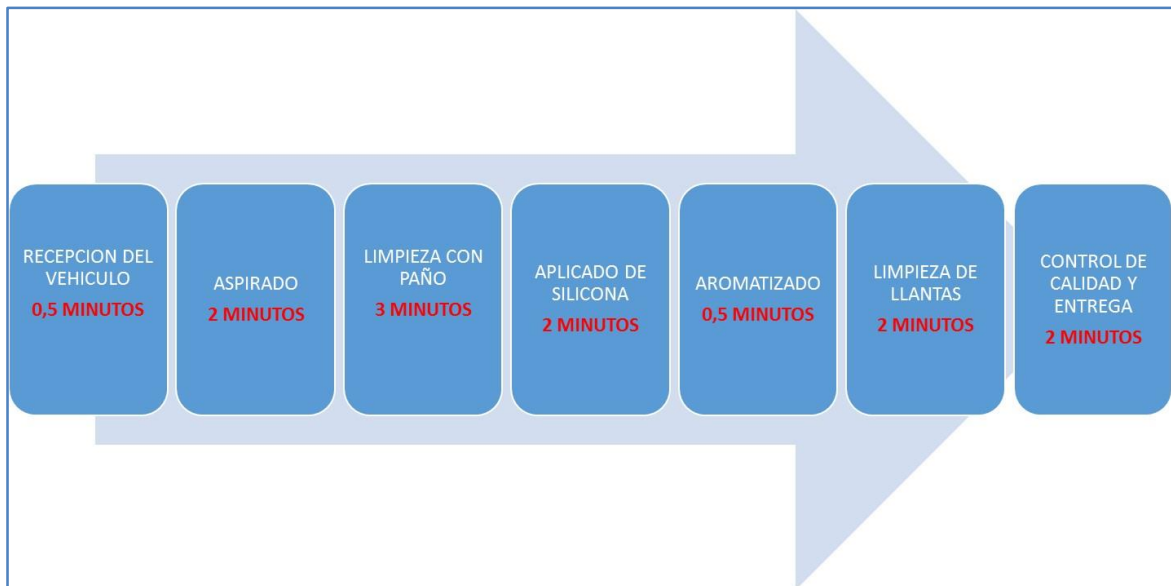 RECEPCION DEL
VEHICULO
0,5 MINUTOS
ASPIRADO
2 MINUTOS
LIMPIEZA CON
PAÑO
3 MINUTOS
APLICADO DE
SILICONA
2 MINUTOS
AROMATIZADO
0,5 MINUTOS
LIMPIEZA DE
LLANTAS
2 MINUTOS
CONTROL DE
CALIDAD Y
ENTREGA
2 MINUTOS